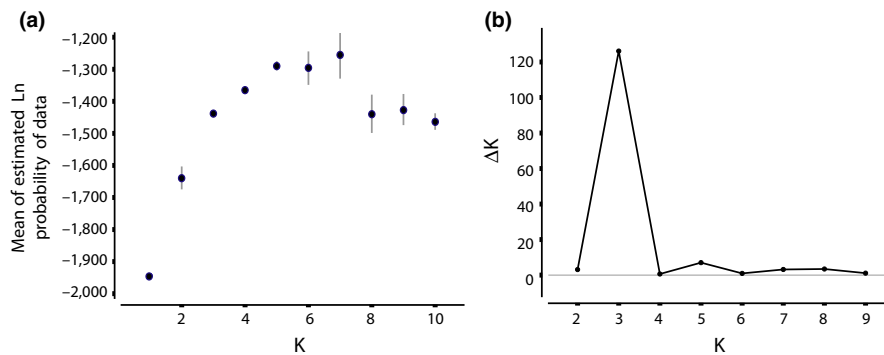 (a)
Mean of estimated Ln
probability of data
−1,200
−1,300
−1,400
−1,500
−1,600
−1,700
−1,800
−1,900
−2,000
2 4 6 8 10
K
(b)
ΔK
120
100
80
60
40
20
0
2 3 4 5 6 7 8 9
K